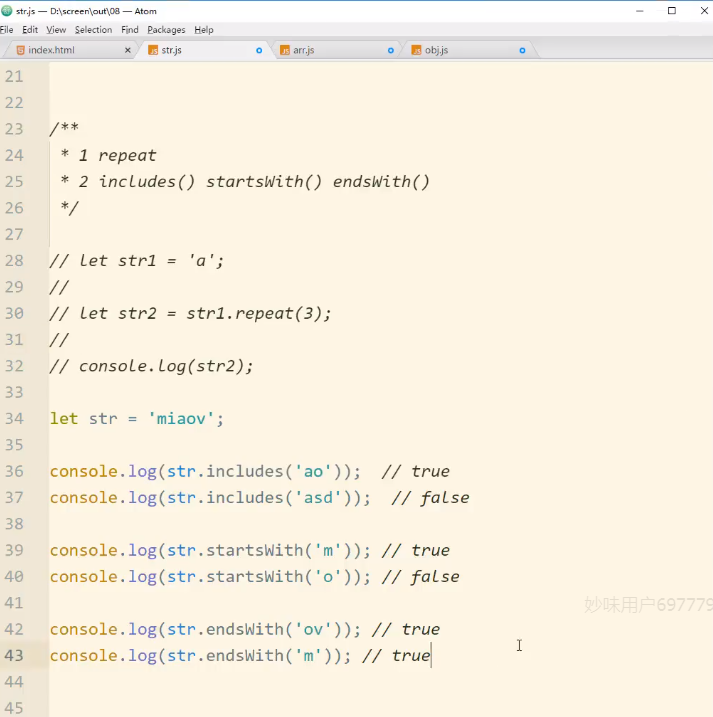 str.js — D:\screen\out\08 — Atom
File Edit View Selection Find Packages Help
index.html × str.js arr.js obj.js
21
22
23 /**
24 * 1 repeat
25 * 2 includes() startsWith() endsWith()
26 */
27
28 // let str1 = 'a';
29 //
30 // let str2 = str1.repeat(3);
31 //
32 // console.log(str2);
33
34 let str = 'miaov';
35
36 console.log(str.includes('ao'));  // true
37 console.log(str.includes('asd'));  // false
38
39 console.log(str.startsWith('m')); // true
40 console.log(str.startsWith('o')); // false
41
妙味用户697779
42 console.log(str.endsWith('ov')); // true
43 console.log(str.endsWith('m')); // true
44
45